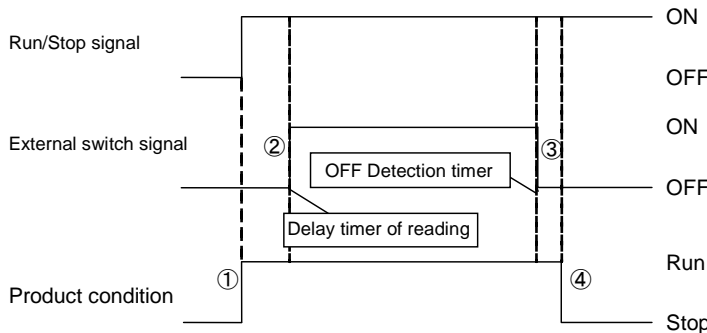 ON
Run/Stop signal
OFF
ON
External switch signal
②
③
OFF Detection timer
OFF
Delay timer of reading
①
④
Run
Product condition
Stop